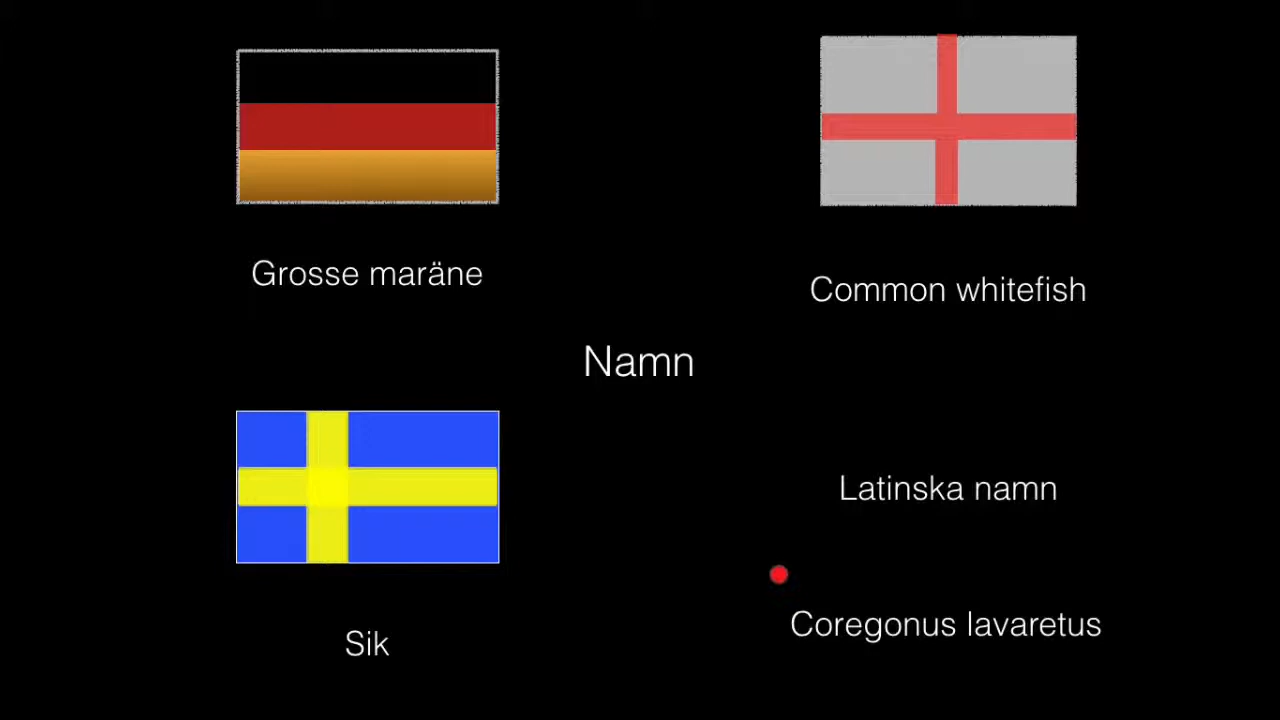 Grosse maräne
Common whitefish
Namn
Latinska namn
Coregonus lavaretus
Sik